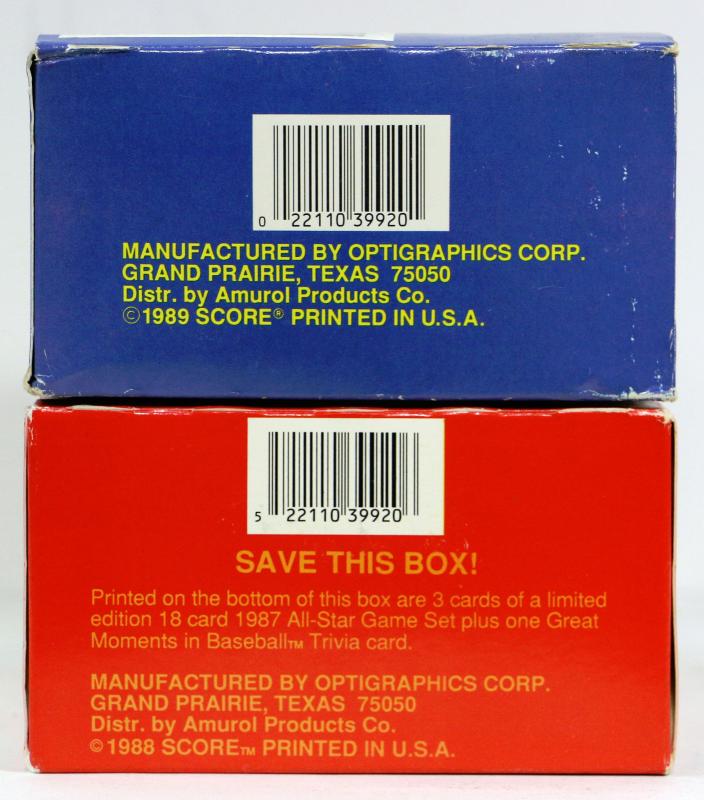 0 22110 39920
MANUFACTURED BY OPTIGRAPHICS CORP.
GRAND PRAIRIE, TEXAS 75050
Distr. by Amurol Products Co.
©1989 SCORE® PRINTED IN U.S.A.
5 22110 39920
SAVE THIS BOX!
Printed on the bottom of this box are 3 cards of a limited
edition 18 card 1987 All-Star Game Set plus one Great
Moments in Baseball™ Trivia card.
MANUFACTURED BY OPTIGRAPHICS CORP.
GRAND PRAIRIE, TEXAS 75050
Distr. by Amurol Products Co.
©1988 SCORE™ PRINTED IN U.S.A.